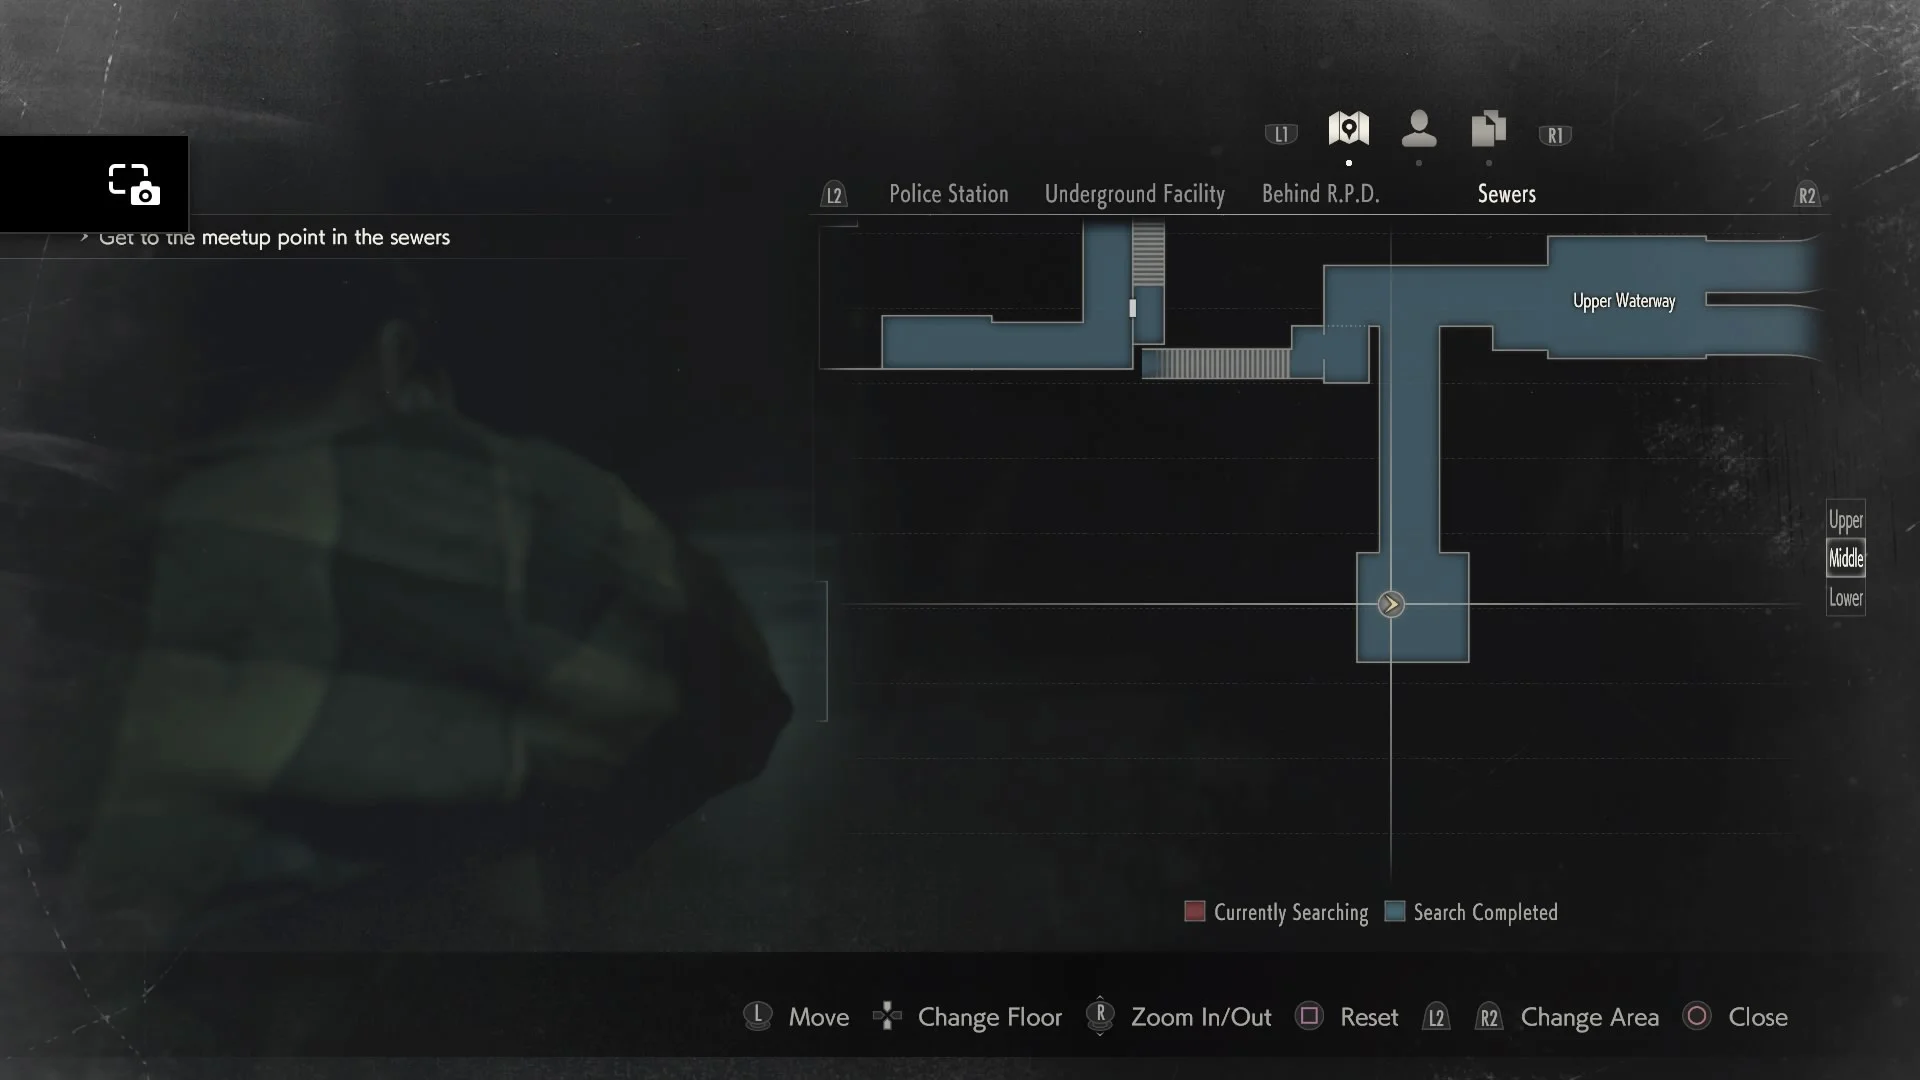 L1 R1
L2 Police Station Underground Facility Behind R.P.D. Sewers R2
Get to the meetup point in the sewers
Upper Waterway
Upper
Middle
Lower
Currently Searching Search Completed
L Move Change Floor R Zoom In/Out Reset L2 R2 Change Area Close